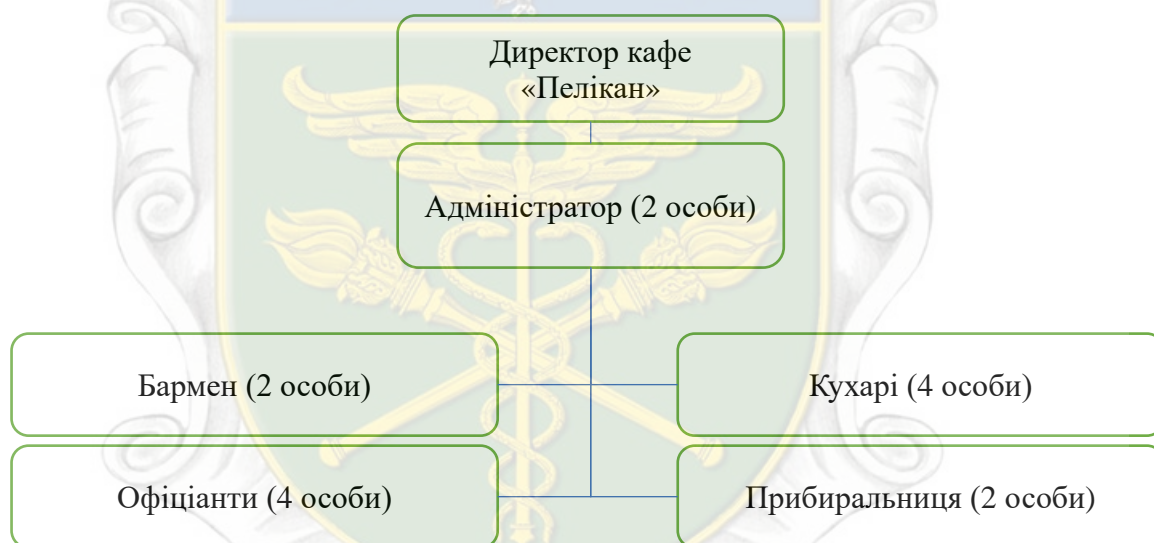 Директор кафе
«Пелікан»
Адміністратор (2 особи)
Бармен (2 особи)
Кухарі (4 особи)
Офіціанти (4 особи)
Прибиральниця (2 особи)